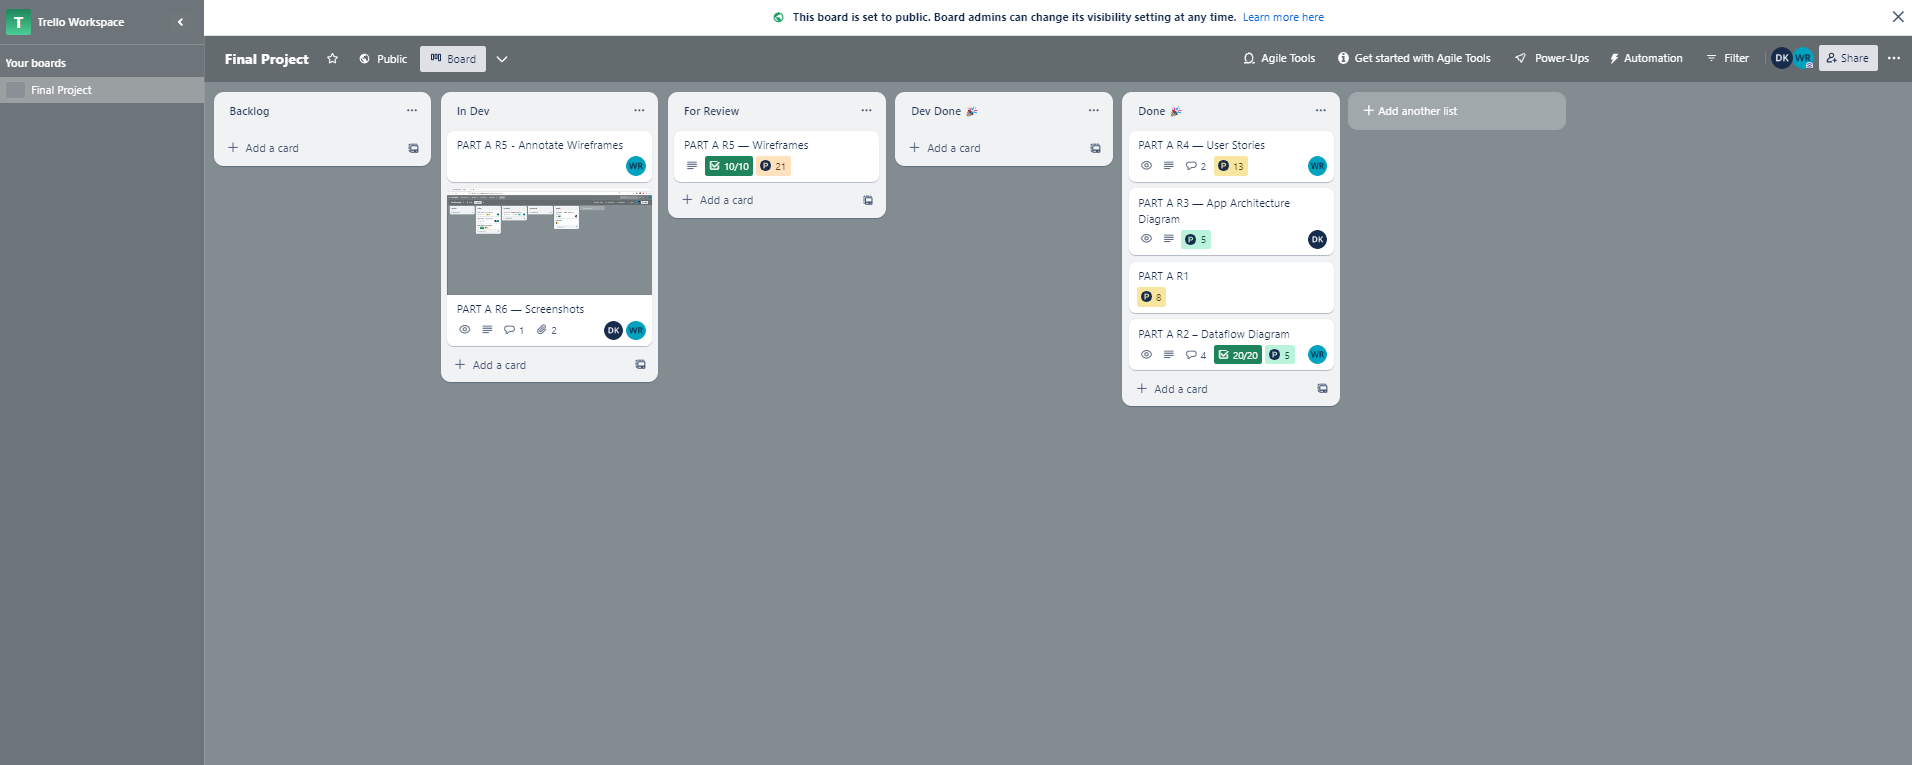 T Trello Workspace
Your boards
Final Project
This board is set to public. Board admins can change its visibility setting at any time. Learn more here
Final Project Public Board Agile Tools Get started with Agile Tools Power-Ups Automation Filter DK WR Share
Backlog
Add a card
In Dev
PART A R5 - Annotate Wireframes
WR
PART A R6 — Screenshots
1 2 DK WR
Add a card
For Review
PART A R5 — Wireframes
10/10 P 21
Add a card
Dev Done
Add a card
Done
PART A R4 — User Stories
2 P 13 WR
PART A R3 — App Architecture
Diagram
P 5 DK
PART A R1
P 8
PART A R2 – Dataflow Diagram
4 20/20 P 5 WR
Add a card
Add another list